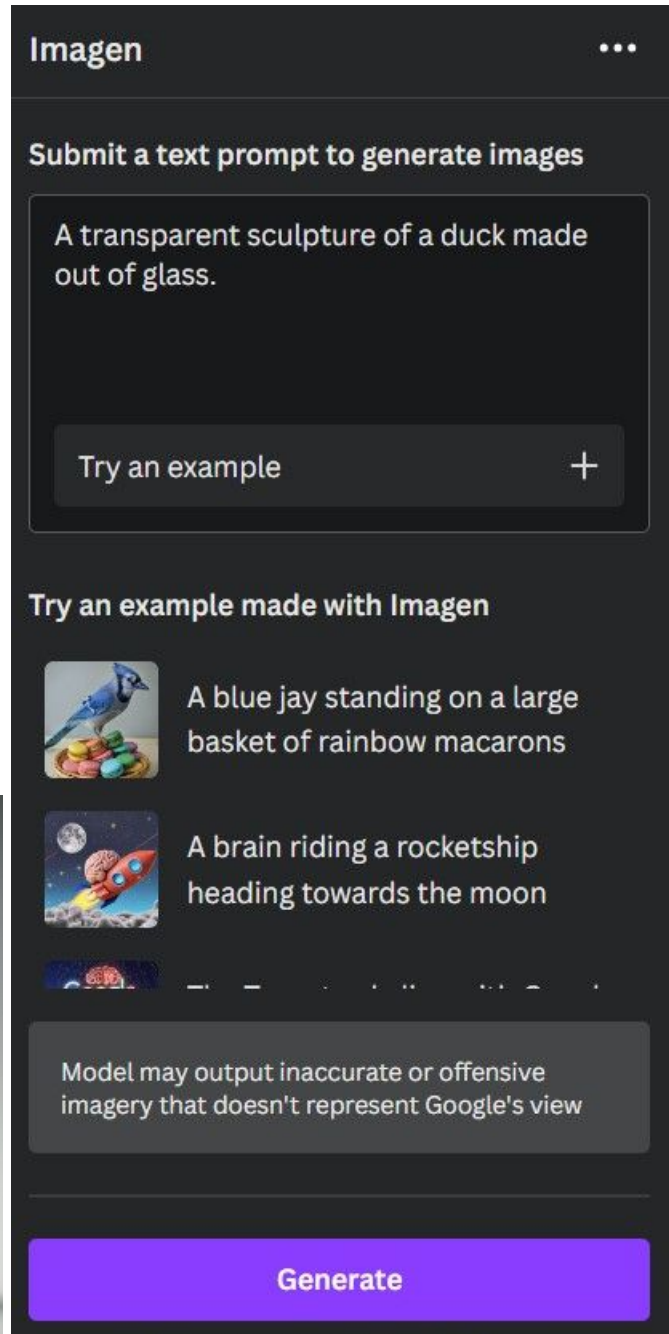 Imagen
Submit a text prompt to generate images
A transparent sculpture of a duck made
out of glass.
Try an example
Try an example made with Imagen
A blue jay standing on a large
basket of rainbow macarons
A brain riding a rocketship
heading towards the moon
Model may output inaccurate or offensive
imagery that doesn't represent Google's view
Generate